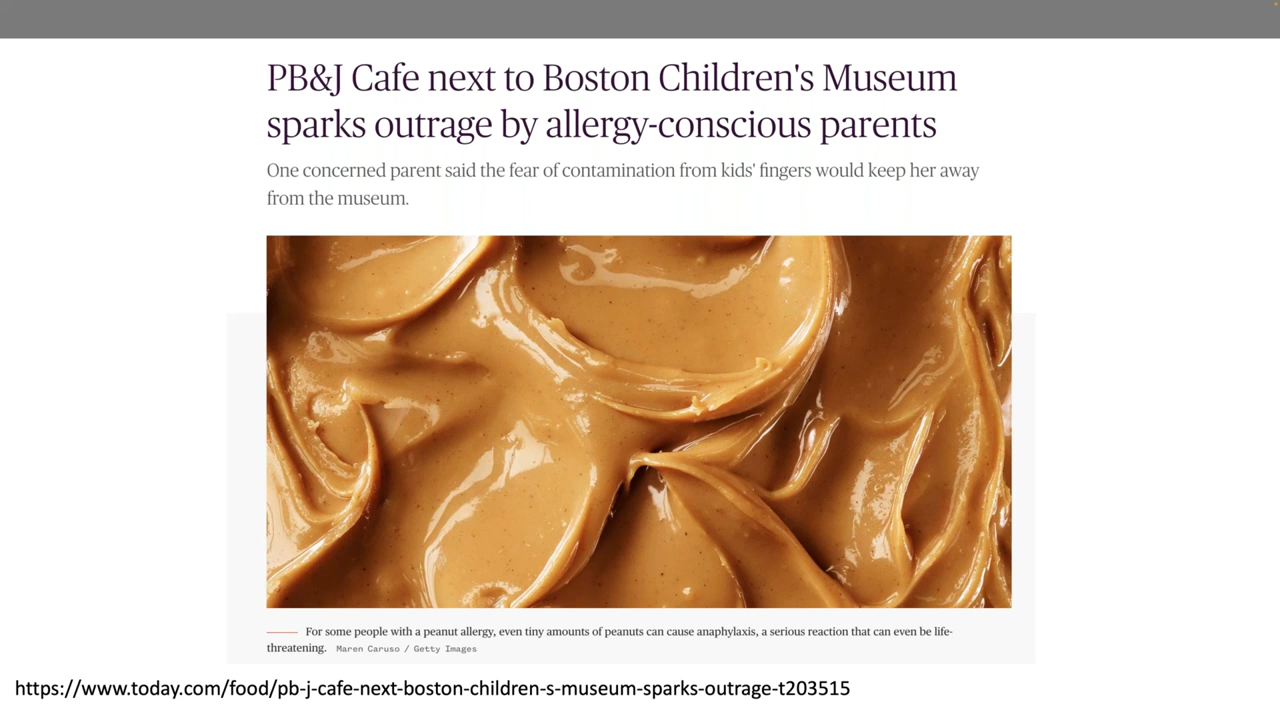 PB&J Cafe next to Boston Children's Museum
sparks outrage by allergy-conscious parents
One concerned parent said the fear of contamination from kids' fingers would keep her away
from the museum.
For some people with a peanut allergy, even tiny amounts of peanuts can cause anaphylaxis, a serious reaction that can even be life-
threatening. Maren Caruso / Getty Images
https://www.today.com/food/pb-j-cafe-next-boston-children-s-museum-sparks-outrage-t203515